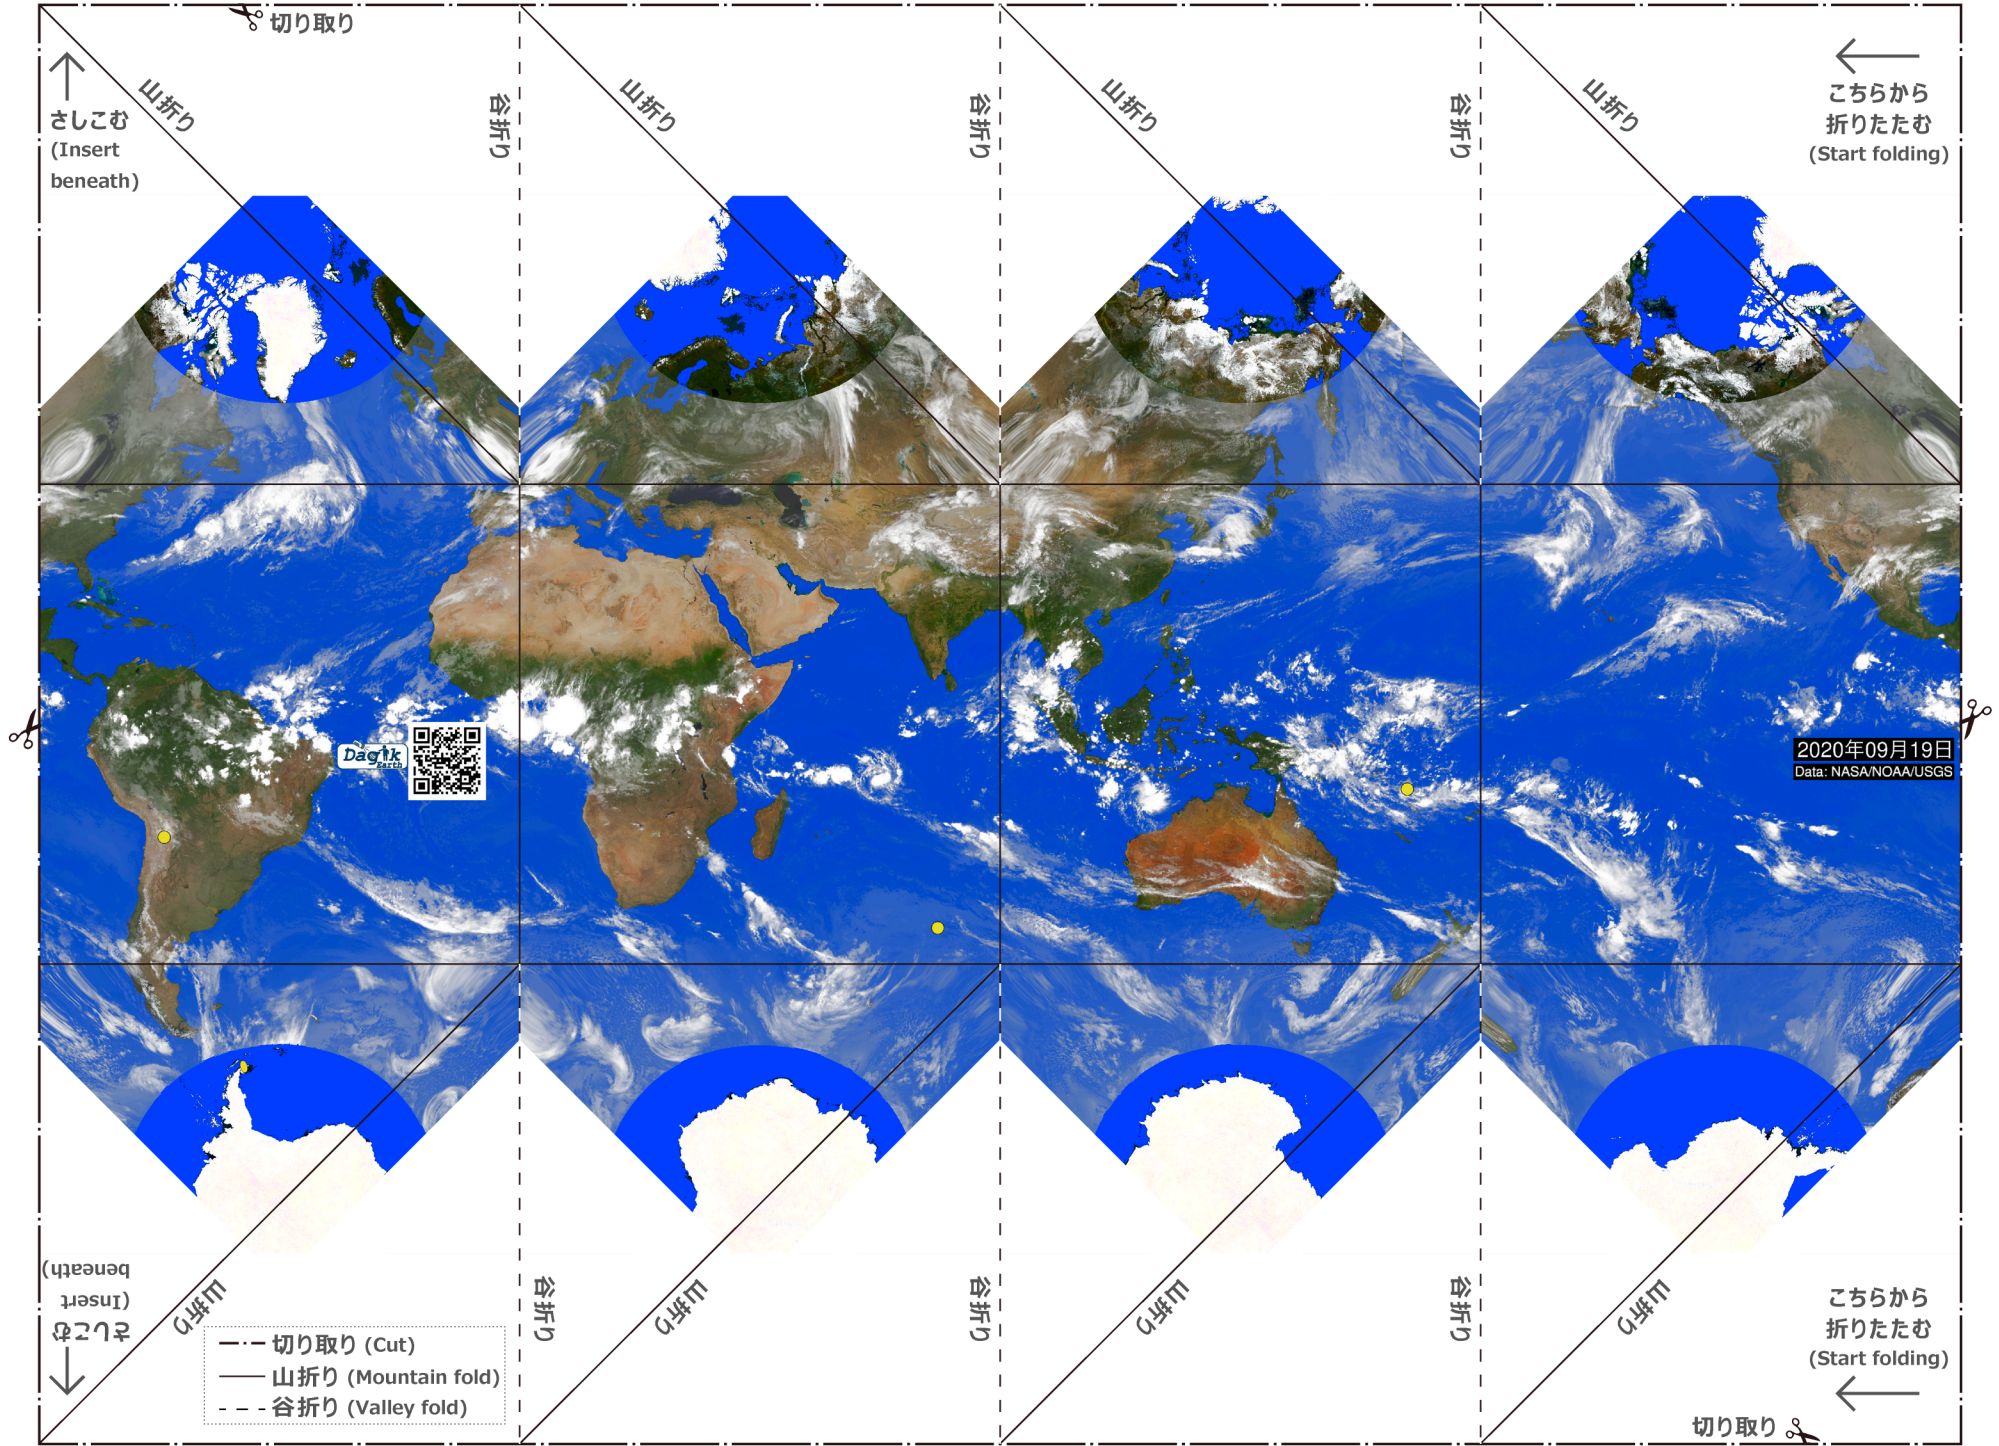 切り取り
山折り
谷折り
山折り
谷折り
山折り
谷折り
山折り
さしこむ
(Insert
beneath)
こちらから
折りたたむ
(Start folding)
Dagik
Earth
2020年09月19日
Data: NASA/NOAA/USGS
さしこむ
(Insert
beneath)
山折り
谷折り
山折り
谷折り
山折り
谷折り
山折り
こちらから
折りたたむ
(Start folding)
切り取り (Cut)
山折り (Mountain fold)
谷折り (Valley fold)
切り取り